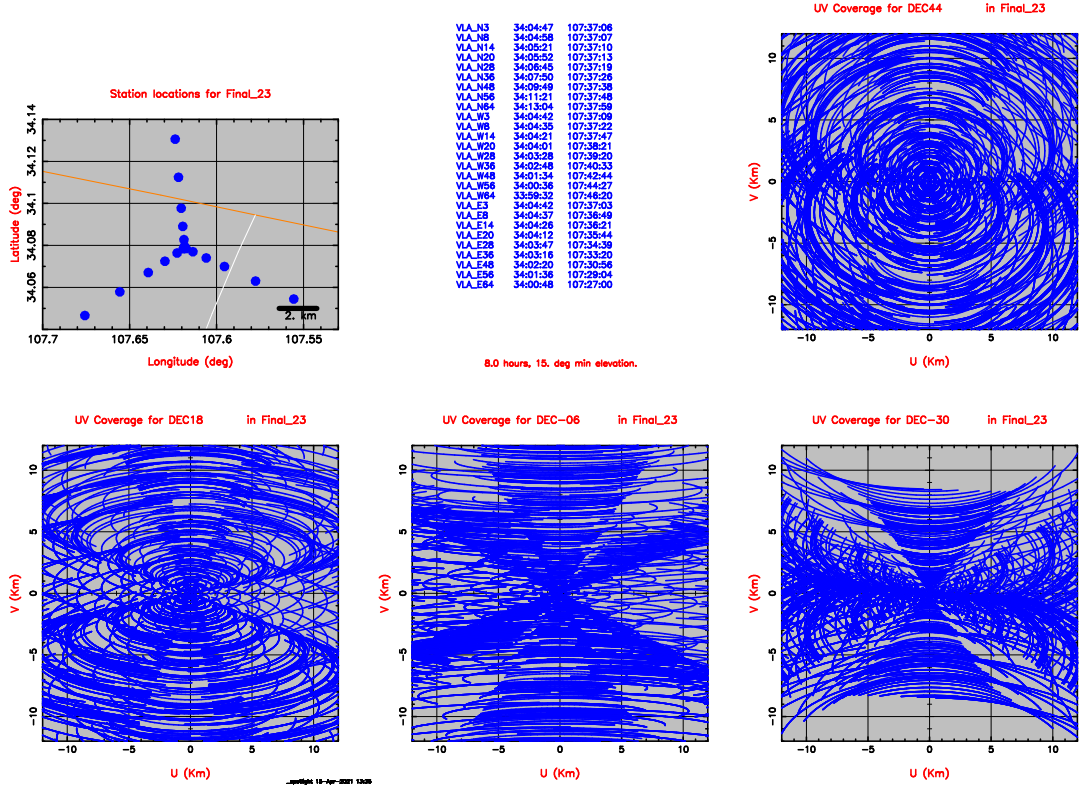 UV Coverage for DEC44 in Final_23
VLA_N3 34:04:47 107:37:06
VLA_N8 34:04:58 107:37:07
VLA_N14 34:05:21 107:37:10
VLA_N20 34:05:52 107:37:13
VLA_N28 34:06:45 107:37:19
VLA_N36 34:07:50 107:37:26
VLA_N48 34:09:49 107:37:38
VLA_N56 34:11:21 107:37:48
VLA_N64 34:13:04 107:37:59
VLA_W3 34:04:42 107:37:09
VLA_W8 34:04:35 107:37:22
VLA_W14 34:04:21 107:37:47
VLA_W20 34:04:01 107:38:21
VLA_W28 34:03:28 107:39:20
VLA_W36 34:02:48 107:40:33
VLA_W48 34:01:34 107:42:44
VLA_W56 34:00:36 107:44:27
VLA_W64 33:59:32 107:46:20
VLA_E3 34:04:42 107:37:03
VLA_E8 34:04:37 107:36:49
VLA_E14 34:04:26 107:36:21
VLA_E20 34:04:12 107:35:44
VLA_E28 34:03:47 107:34:39
VLA_E36 34:03:16 107:33:20
VLA_E48 34:02:20 107:30:56
VLA_E56 34:01:36 107:29:04
VLA_E64 34:00:48 107:27:00
Station locations for Final_23
34.14
34.12
34.1
34.08
34.06
Latitude (deg)
2. km
107.7 107.65 107.6 107.55
Longitude (deg)
10
5
0
−5
−10
V (Km)
−10 −5 0 5 10
U (Km)
8.0 hours, 15. deg min elevation.
UV Coverage for DEC18 in Final_23
10
5
0
−5
−10
V (Km)
−10 −5 0 5 10
U (Km)
UV Coverage for DEC−06 in Final_23
10
5
0
−5
−10
V (Km)
−10 −5 0 5 10
U (Km)
UV Coverage for DEC−30 in Final_23
10
5
0
−5
−10
V (Km)
−10 −5 0 5 10
U (Km)